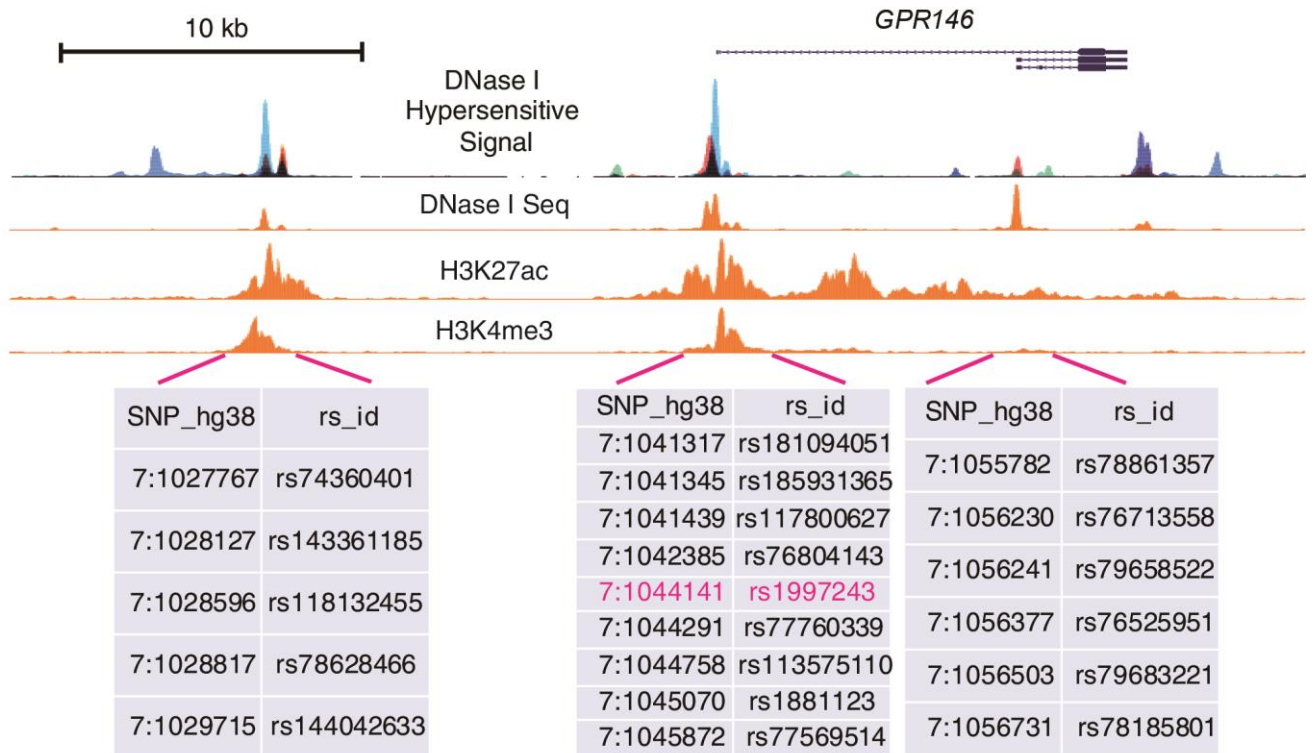 10 kb
GPR146
DNase I
Hypersensitive
Signal
DNase I Seq
H3K27ac
H3K4me3
SNP_hg38 rs_id
7:1027767 rs74360401
7:1028127 rs143361185
7:1028596 rs118132455
7:1028817 rs78628466
7:1029715 rs144042633
SNP_hg38 rs_id
7:1041317 rs181094051
7:1041345 rs185931365
7:1041439 rs117800627
7:1042385 rs76804143
7:1044141 rs1997243
7:1044291 rs77760339
7:1044758 rs113575110
7:1045070 rs1881123
7:1045872 rs77569514
SNP_hg38 rs_id
7:1055782 rs78861357
7:1056230 rs76713558
7:1056241 rs79658522
7:1056377 rs76525951
7:1056503 rs79683221
7:1056731 rs78185801